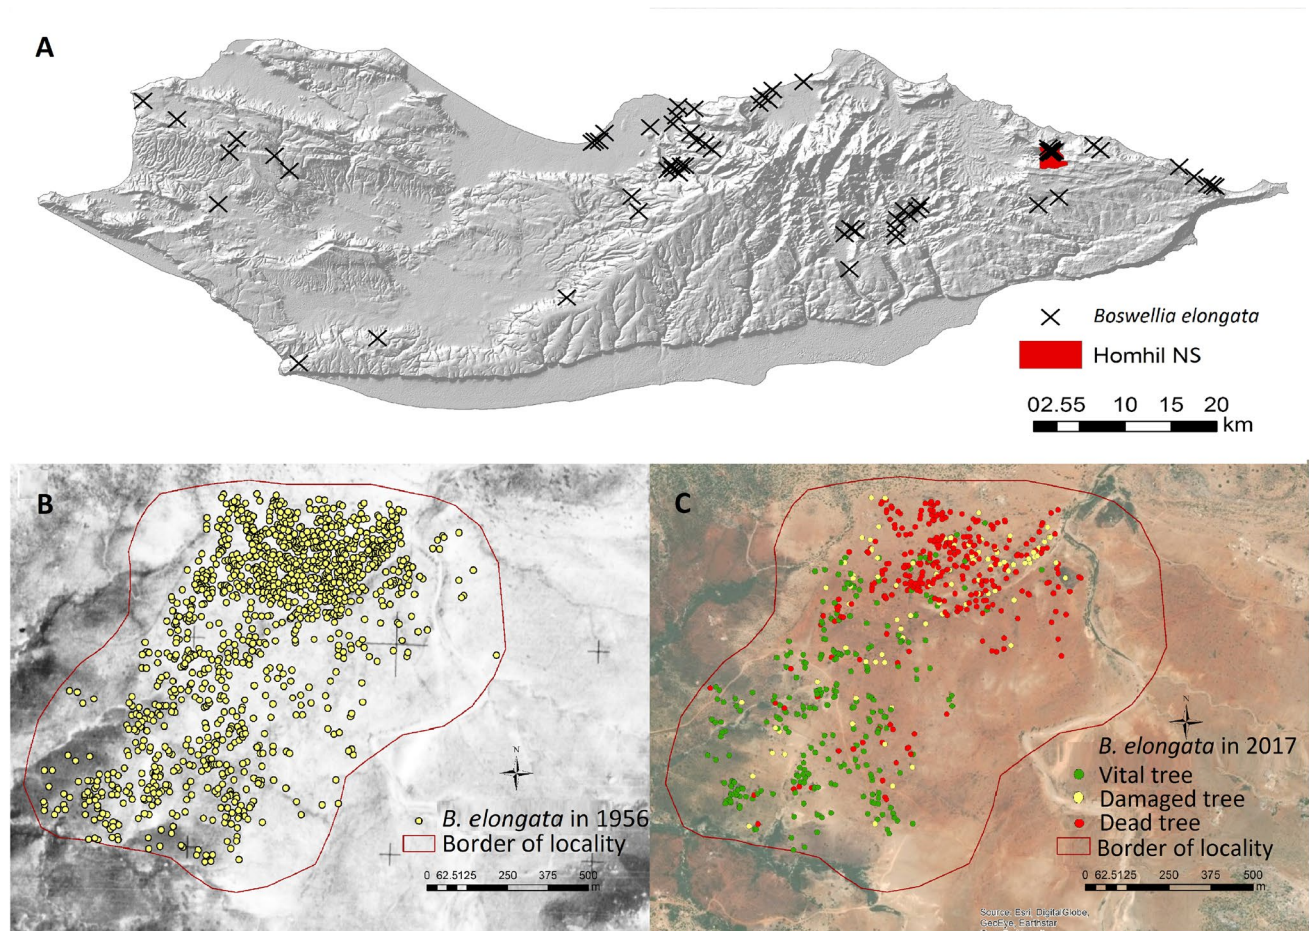 A
Boswellia elongata
Homhil NS
02.55 10 15 20
km
B
N
B. elongata in 1956
Border of locality
0 62.5125 250 375 500
m
C
N
B. elongata in 2017
Vital tree
Damaged tree
Dead tree
Border of locality
0 62.5125 250 375 500
m
Source: Esri, DigitalGlobe,
GeoEye, Earthstar